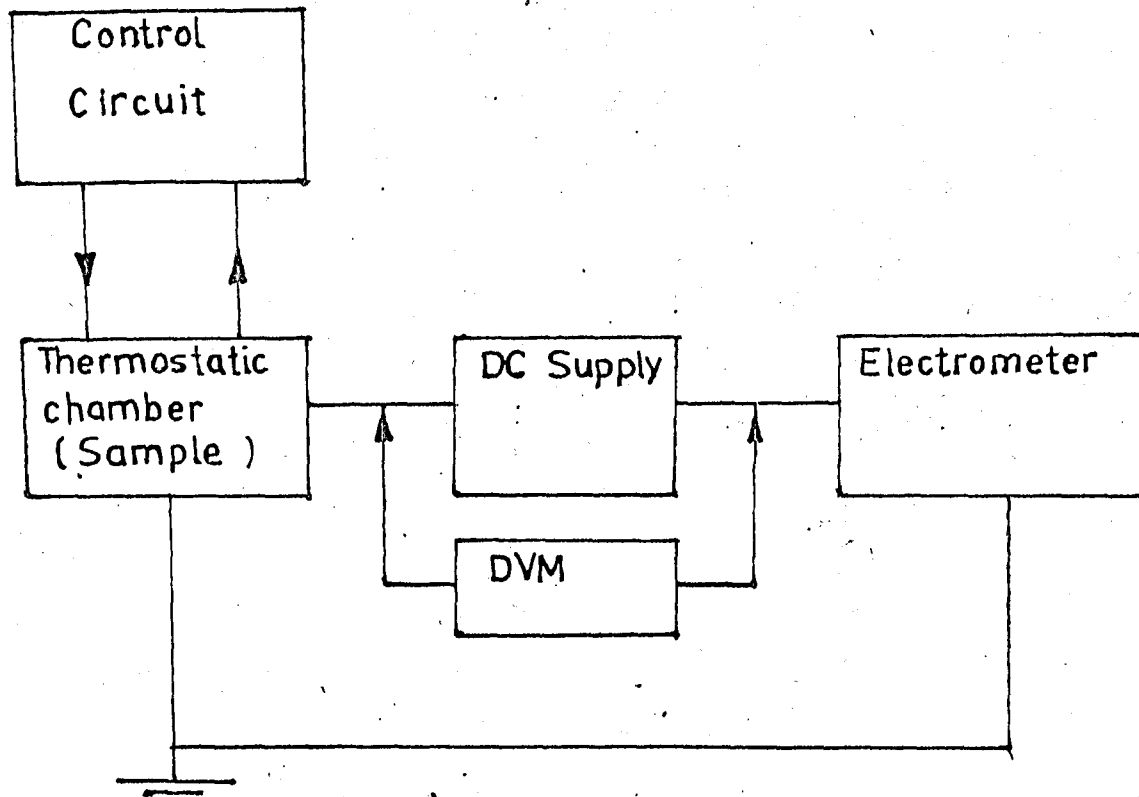 Control
Circuit
Thermostatic
chamber
(Sample)
DC Supply
Electrometer
DVM